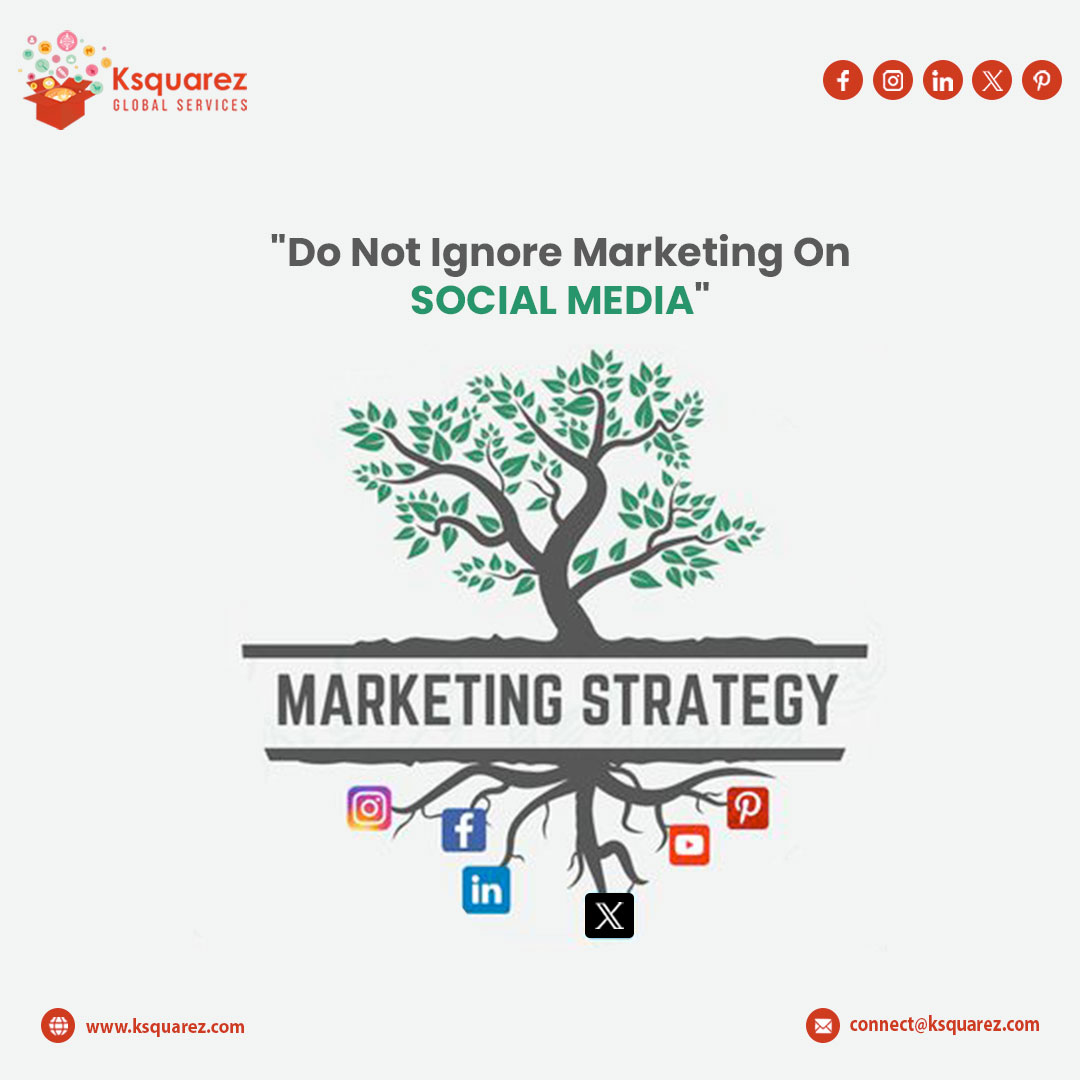 Ksquarez
GLOBAL SERVICES
"Do Not Ignore Marketing On
SOCIAL MEDIA"
MARKETING STRATEGY
www.ksquarez.com
connect@ksquarez.com